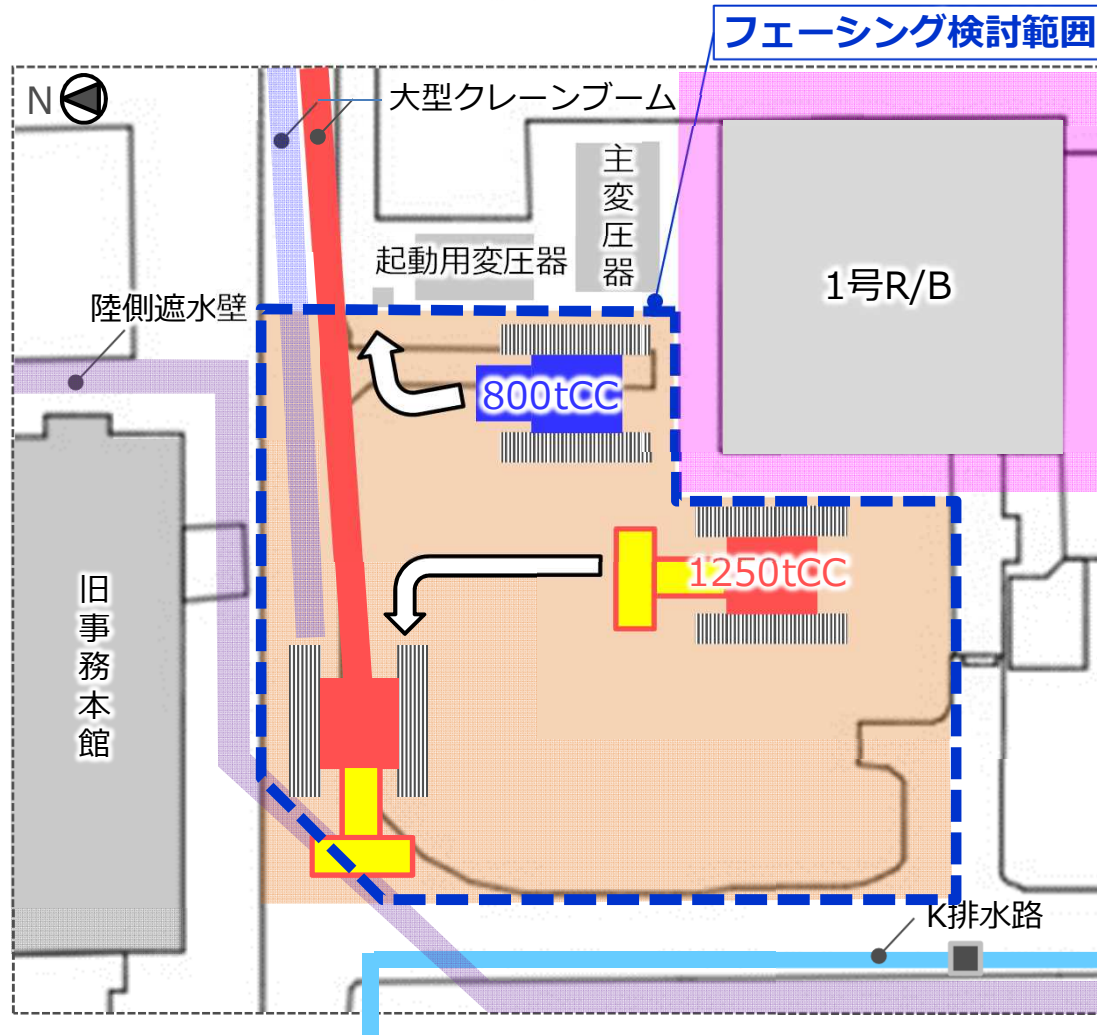 フェーシング検討範囲
N
大型クレーンブーム
主変圧器
起動用変圧器
1号R/B
陸側遮水壁
800tCC
1250tCC
旧事務本館
K排水路